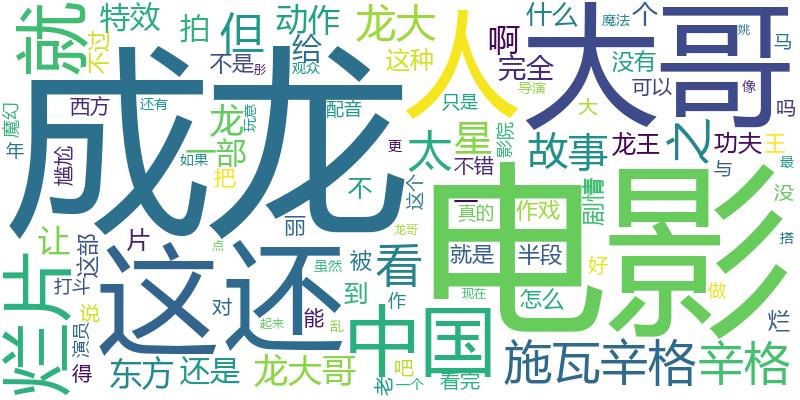 成龙
这还
电影
人
大哥
就
特效
拍
但
动作
给
龙大
这种
啊
完全
什么
个
魔法
姚
马
没有
可以
像
吗
不过
不是
彤
观众
西方
还有
魔幻
年
尴尬
龙
一部
配音
玩意
只是
导演
大
更
太
星
影院
不错
一
故事
龙王
之
功夫
王
最
与
如果
把
不
这个
真的
作戏
剧情
没
搭
丽
龙哥
让
片
这部
斗
打
点
虽然
被
看
就是
半段
好
烂片
说
对
能
到
作
现在
怎么
做
烂
演员
得
起来
乱
中国
施瓦辛格
辛格
东方
还是
龙大哥
吧
老
一个
看完